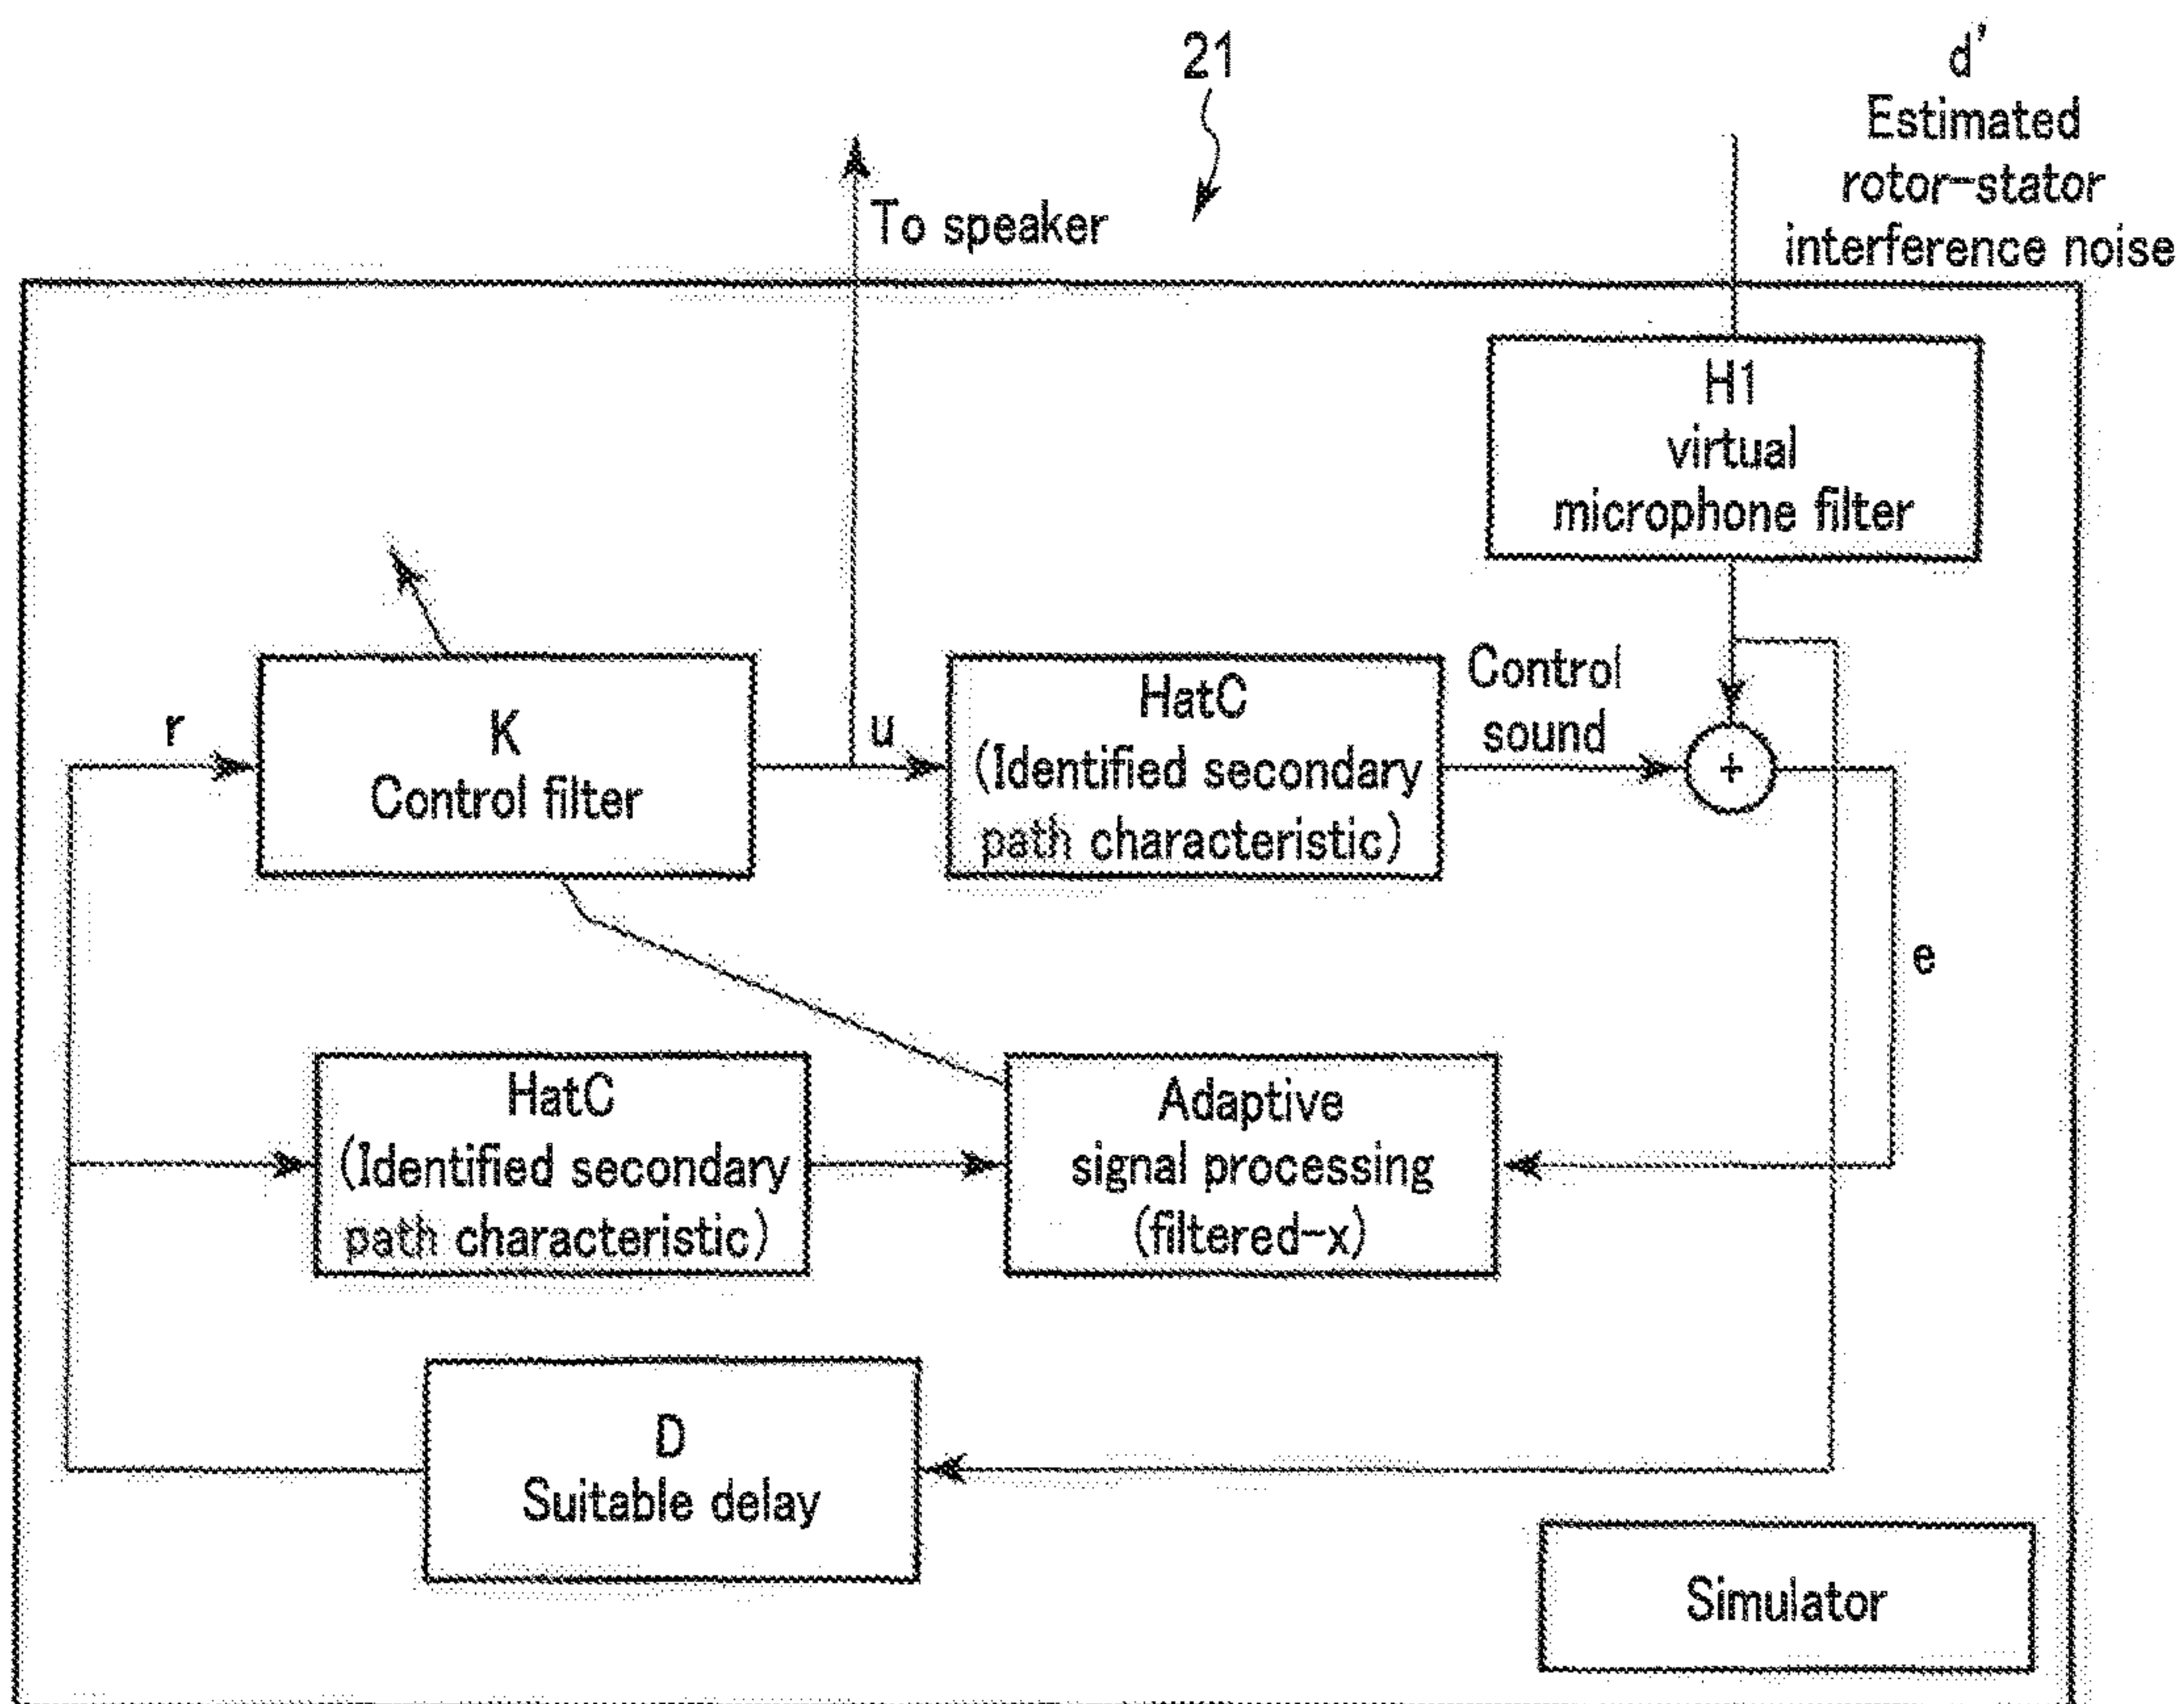 21
d'
Estimated
rotor-stator
interference noise
To speaker
H1
virtual
microphone filter
r
K
Control filter
u
HatC
(Identified secondary
path characteristic)
Control
sound
+
e
HatC
(Identified secondary
path characteristic)
Adaptive
signal processing
(filtered-x)
D
Suitable delay
Simulator